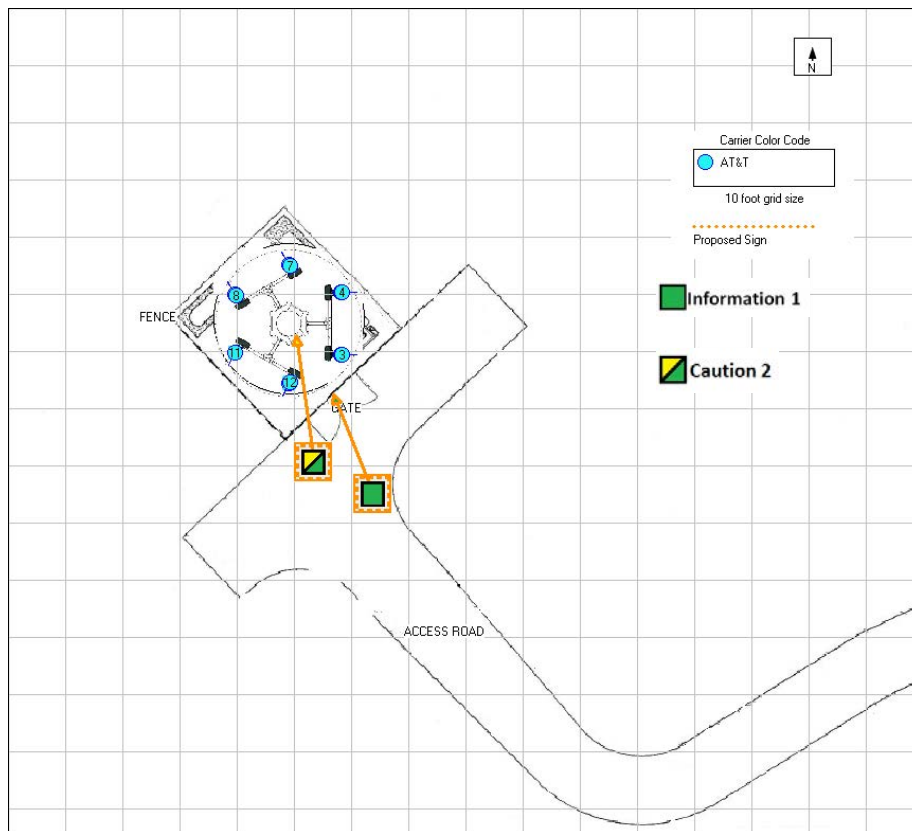 N
Carrier Color Code
AT&T
10 foot grid size
Proposed Sign
Information 1
Caution 2
7
8
4
FENCE
11
3
12
GATE
ACCESS ROAD